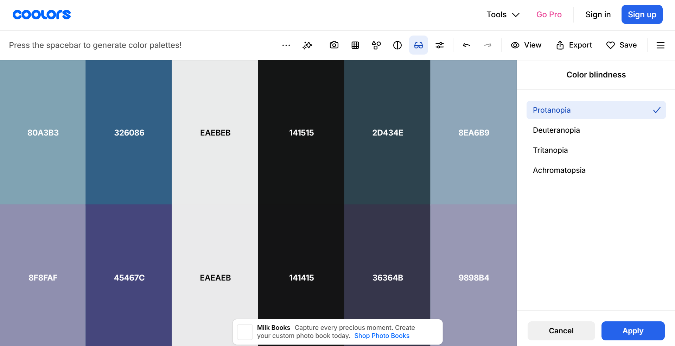 coolors
Tools
Go Pro
Sign in
Sign up
Press the spacebar to generate color palettes!
View
Export
Save
80A3B3
326086
EAEBEB
141515
2D434E
8EA6B9
8F8FAF
45467C
EAEAEB
141415
36364B
9898B4
Color blindness
Protanopia
Deuteranopia
Tritanopia
Achromatopsia
Milk Books Capture every precious moment. Create
your custom photo book today. Shop Photo Books
Cancel
Apply